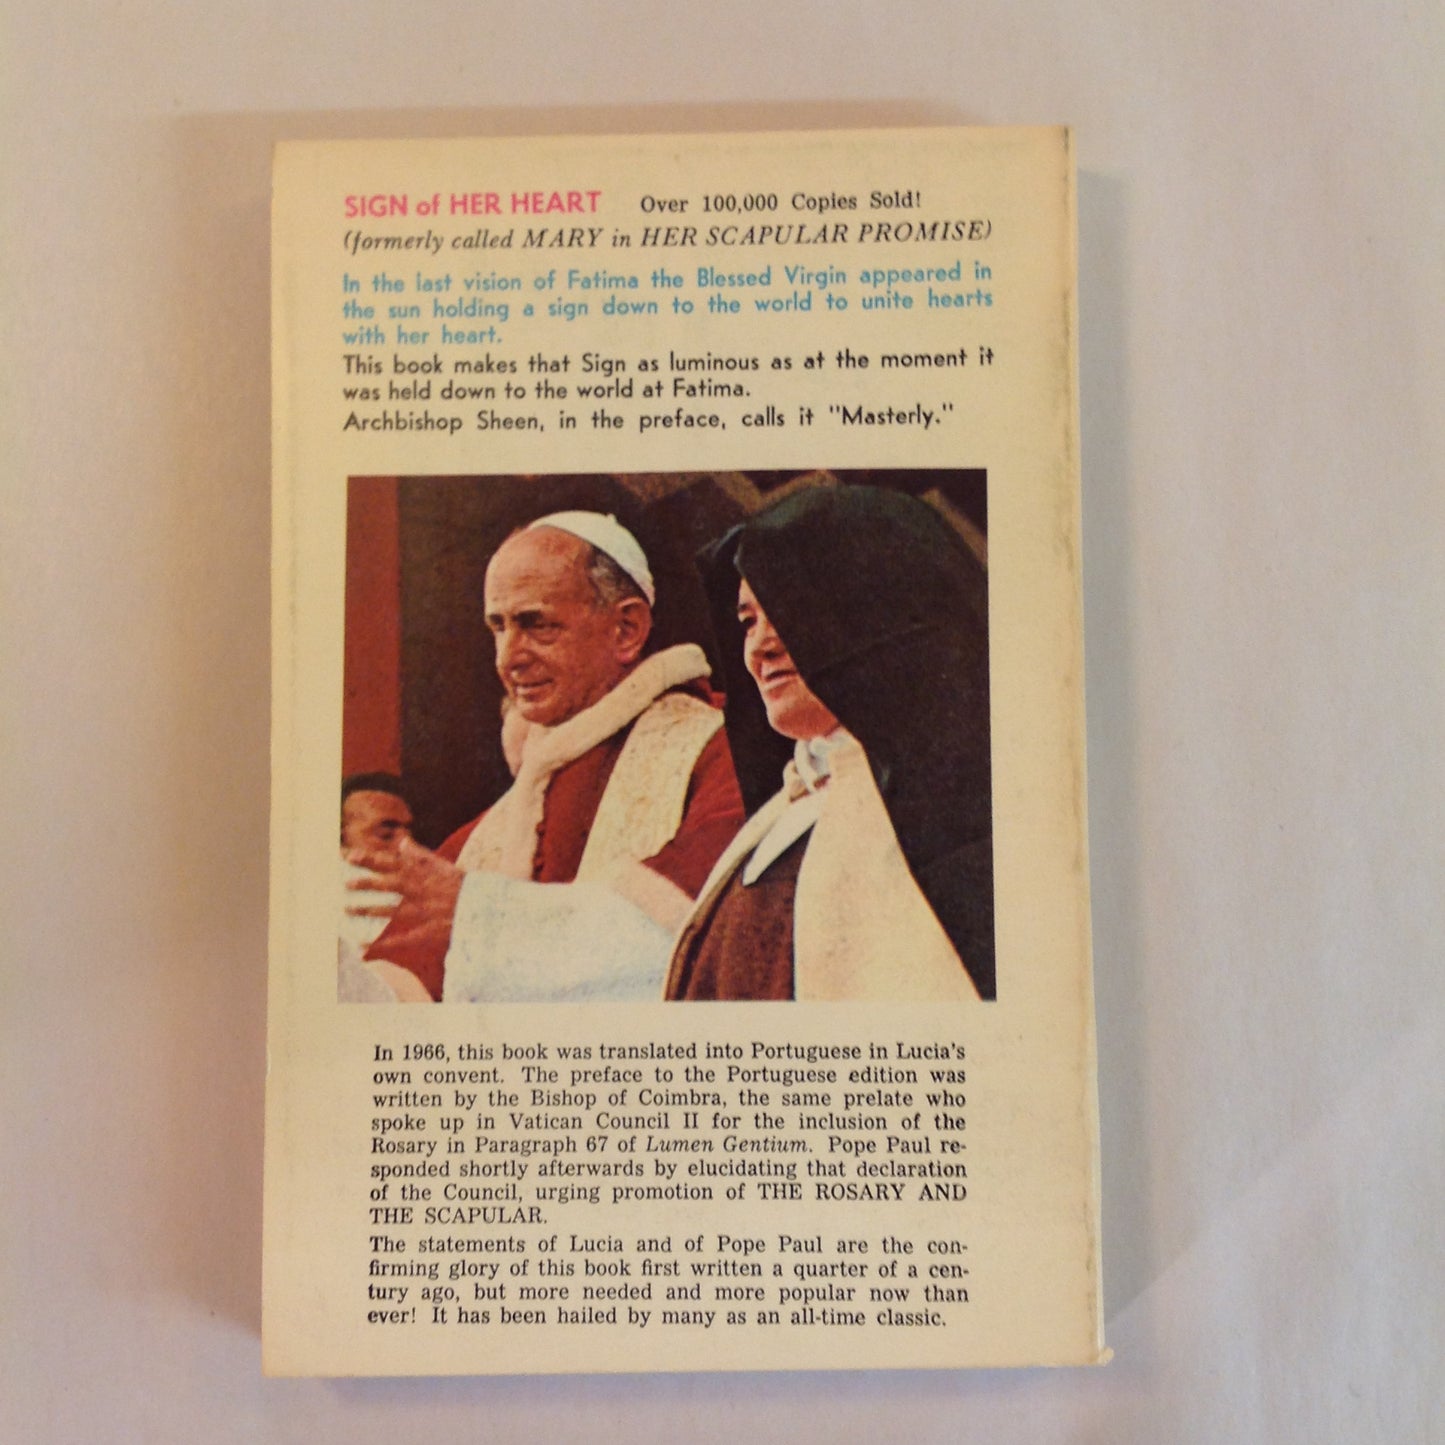 SIGN of HER HEART Over 100,000 Copies Sold!
(formerly called MARY in HER SCAPULAR PROMISE)
In the last vision of Fatima the Blessed Virgin appeared in
the sun holding a sign down to the world to unite hearts
with her heart.
This book makes that Sign as luminous as at the moment it
was held down to the world at Fatima.
Archbishop Sheen, in the preface, calls it "Masterly."
In 1966, this book was translated into Portuguese in Lucia's
own convent. The preface to the Portuguese edition was
written by the Bishop of Coimbra, the same prelate who
spoke up in Vatican Council II for the inclusion of the
Rosary in Paragraph 67 of Lumen Gentium. Pope Paul re-
sponded shortly afterwards by elucidating that declaration
of the Council, urging promotion of THE ROSARY AND
THE SCAPULAR.
The statements of Lucia and of Pope Paul are the con-
firming glory of this book first written a quarter of a cen-
tury ago, but more needed and more popular now than
ever! It has been hailed by many as an all-time classic.